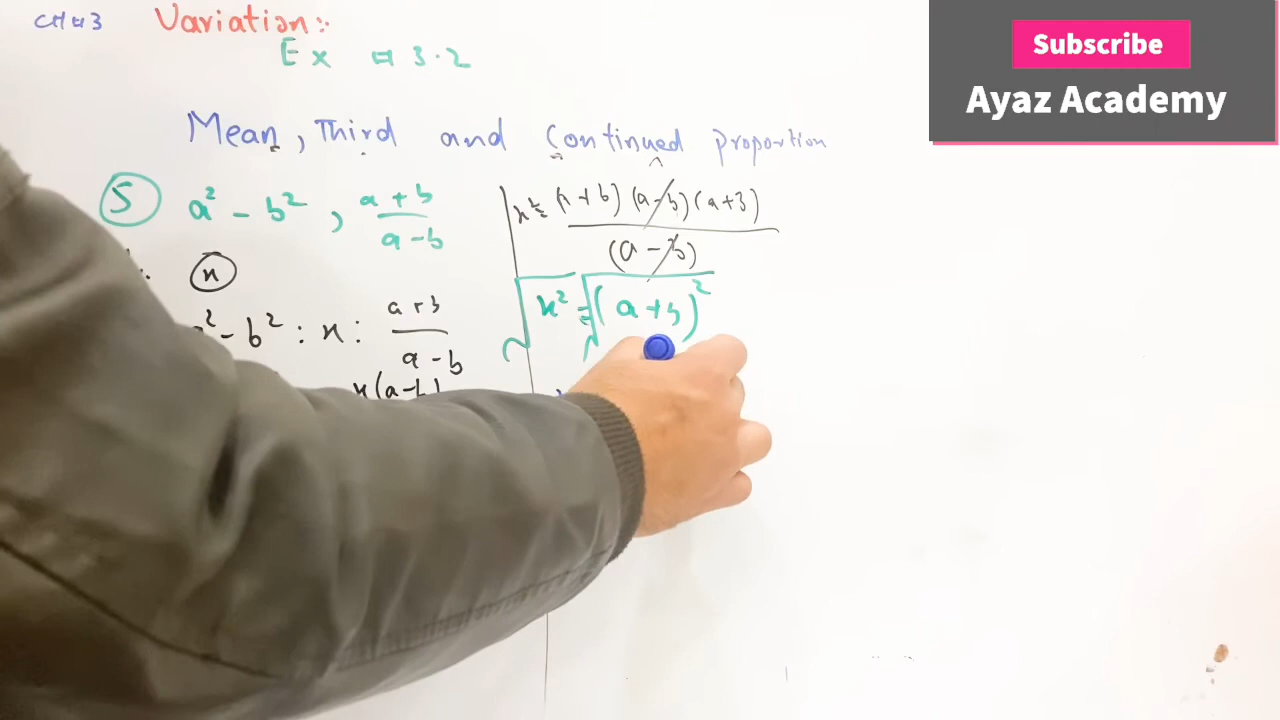 CH # 3 Variation:-
Ex # 3.2
Mean, Third and Continued proportion
Subscribe
Ayaz Academy
5 a² - b², a + b / a - b
x
a² - b² : x : a + b / a - b
x(a - b)
x² = (a + b)(a - b)(a + b) / (a - b)
√x² = √(a + b)²